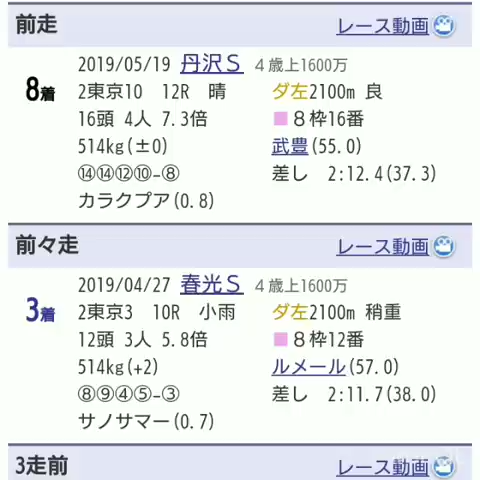 前走 レース動画
2019/05/19 丹沢Ｓ ４歳上1600万
8着 2東京10 12R 晴 ダ左2100m 良
16頭 4人 7.3倍 ８枠16番
514kg(±0) 武豊(55.0)
⑭⑭⑫⑩-⑧ 差し 2:12.4(37.3)
カラクプア(0.8)
前々走 レース動画
2019/04/27 春光Ｓ ４歳上1600万
3着 2東京3 10R 小雨 ダ左2100m 稍重
12頭 3人 5.8倍 ８枠12番
514kg(+2) ルメール(57.0)
⑧⑨④⑤-③ 差し 2:11.7(38.0)
サノサマー(0.7)
3走前 レース動画